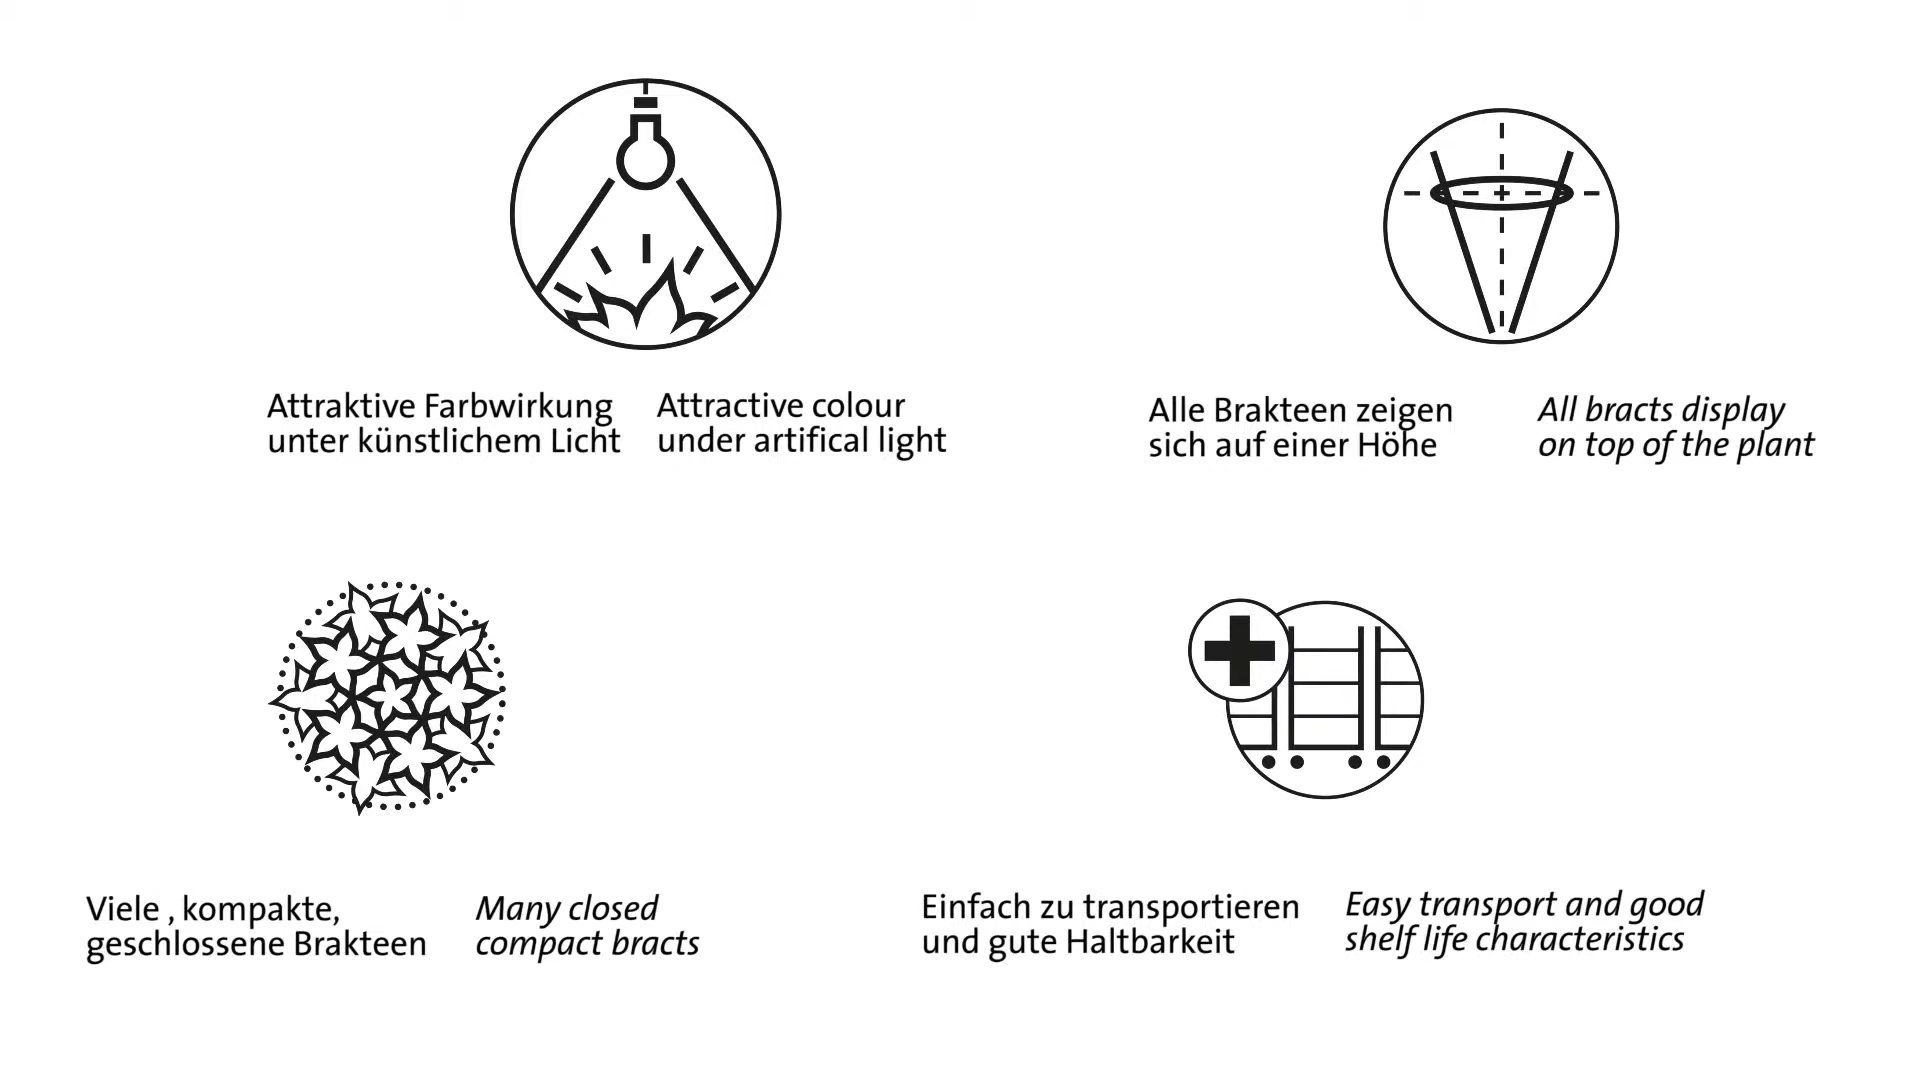 Attraktive Farbwirkung
unter künstlichem Licht
Attractive colour
under artifical light
Alle Brakteen zeigen
sich auf einer Höhe
All bracts display
on top of the plant
Viele , kompakte,
geschlossene Brakteen
Many closed
compact bracts
Einfach zu transportieren
und gute Haltbarkeit
Easy transport and good
shelf life characteristics